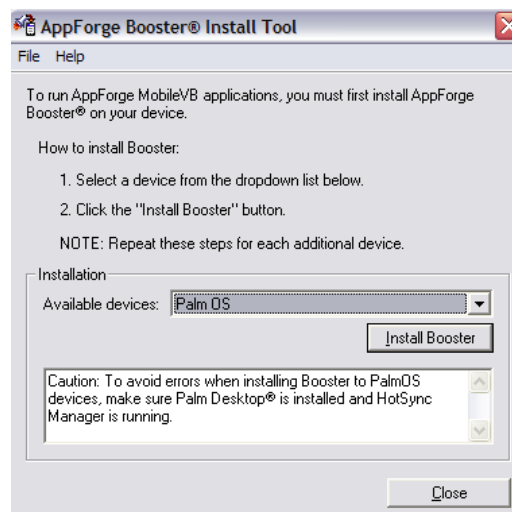 AppForge Booster® Install Tool
File Help
To run AppForge MobileVB applications, you must first install AppForge
Booster® on your device.
How to install Booster:
1. Select a device from the dropdown list below.
2. Click the "Install Booster" button.
NOTE: Repeat these steps for each additional device.
Installation
Available devices: Palm OS
Install Booster
Caution: To avoid errors when installing Booster to PalmOS
devices, make sure Palm Desktop® is installed and HotSync
Manager is running.
Close